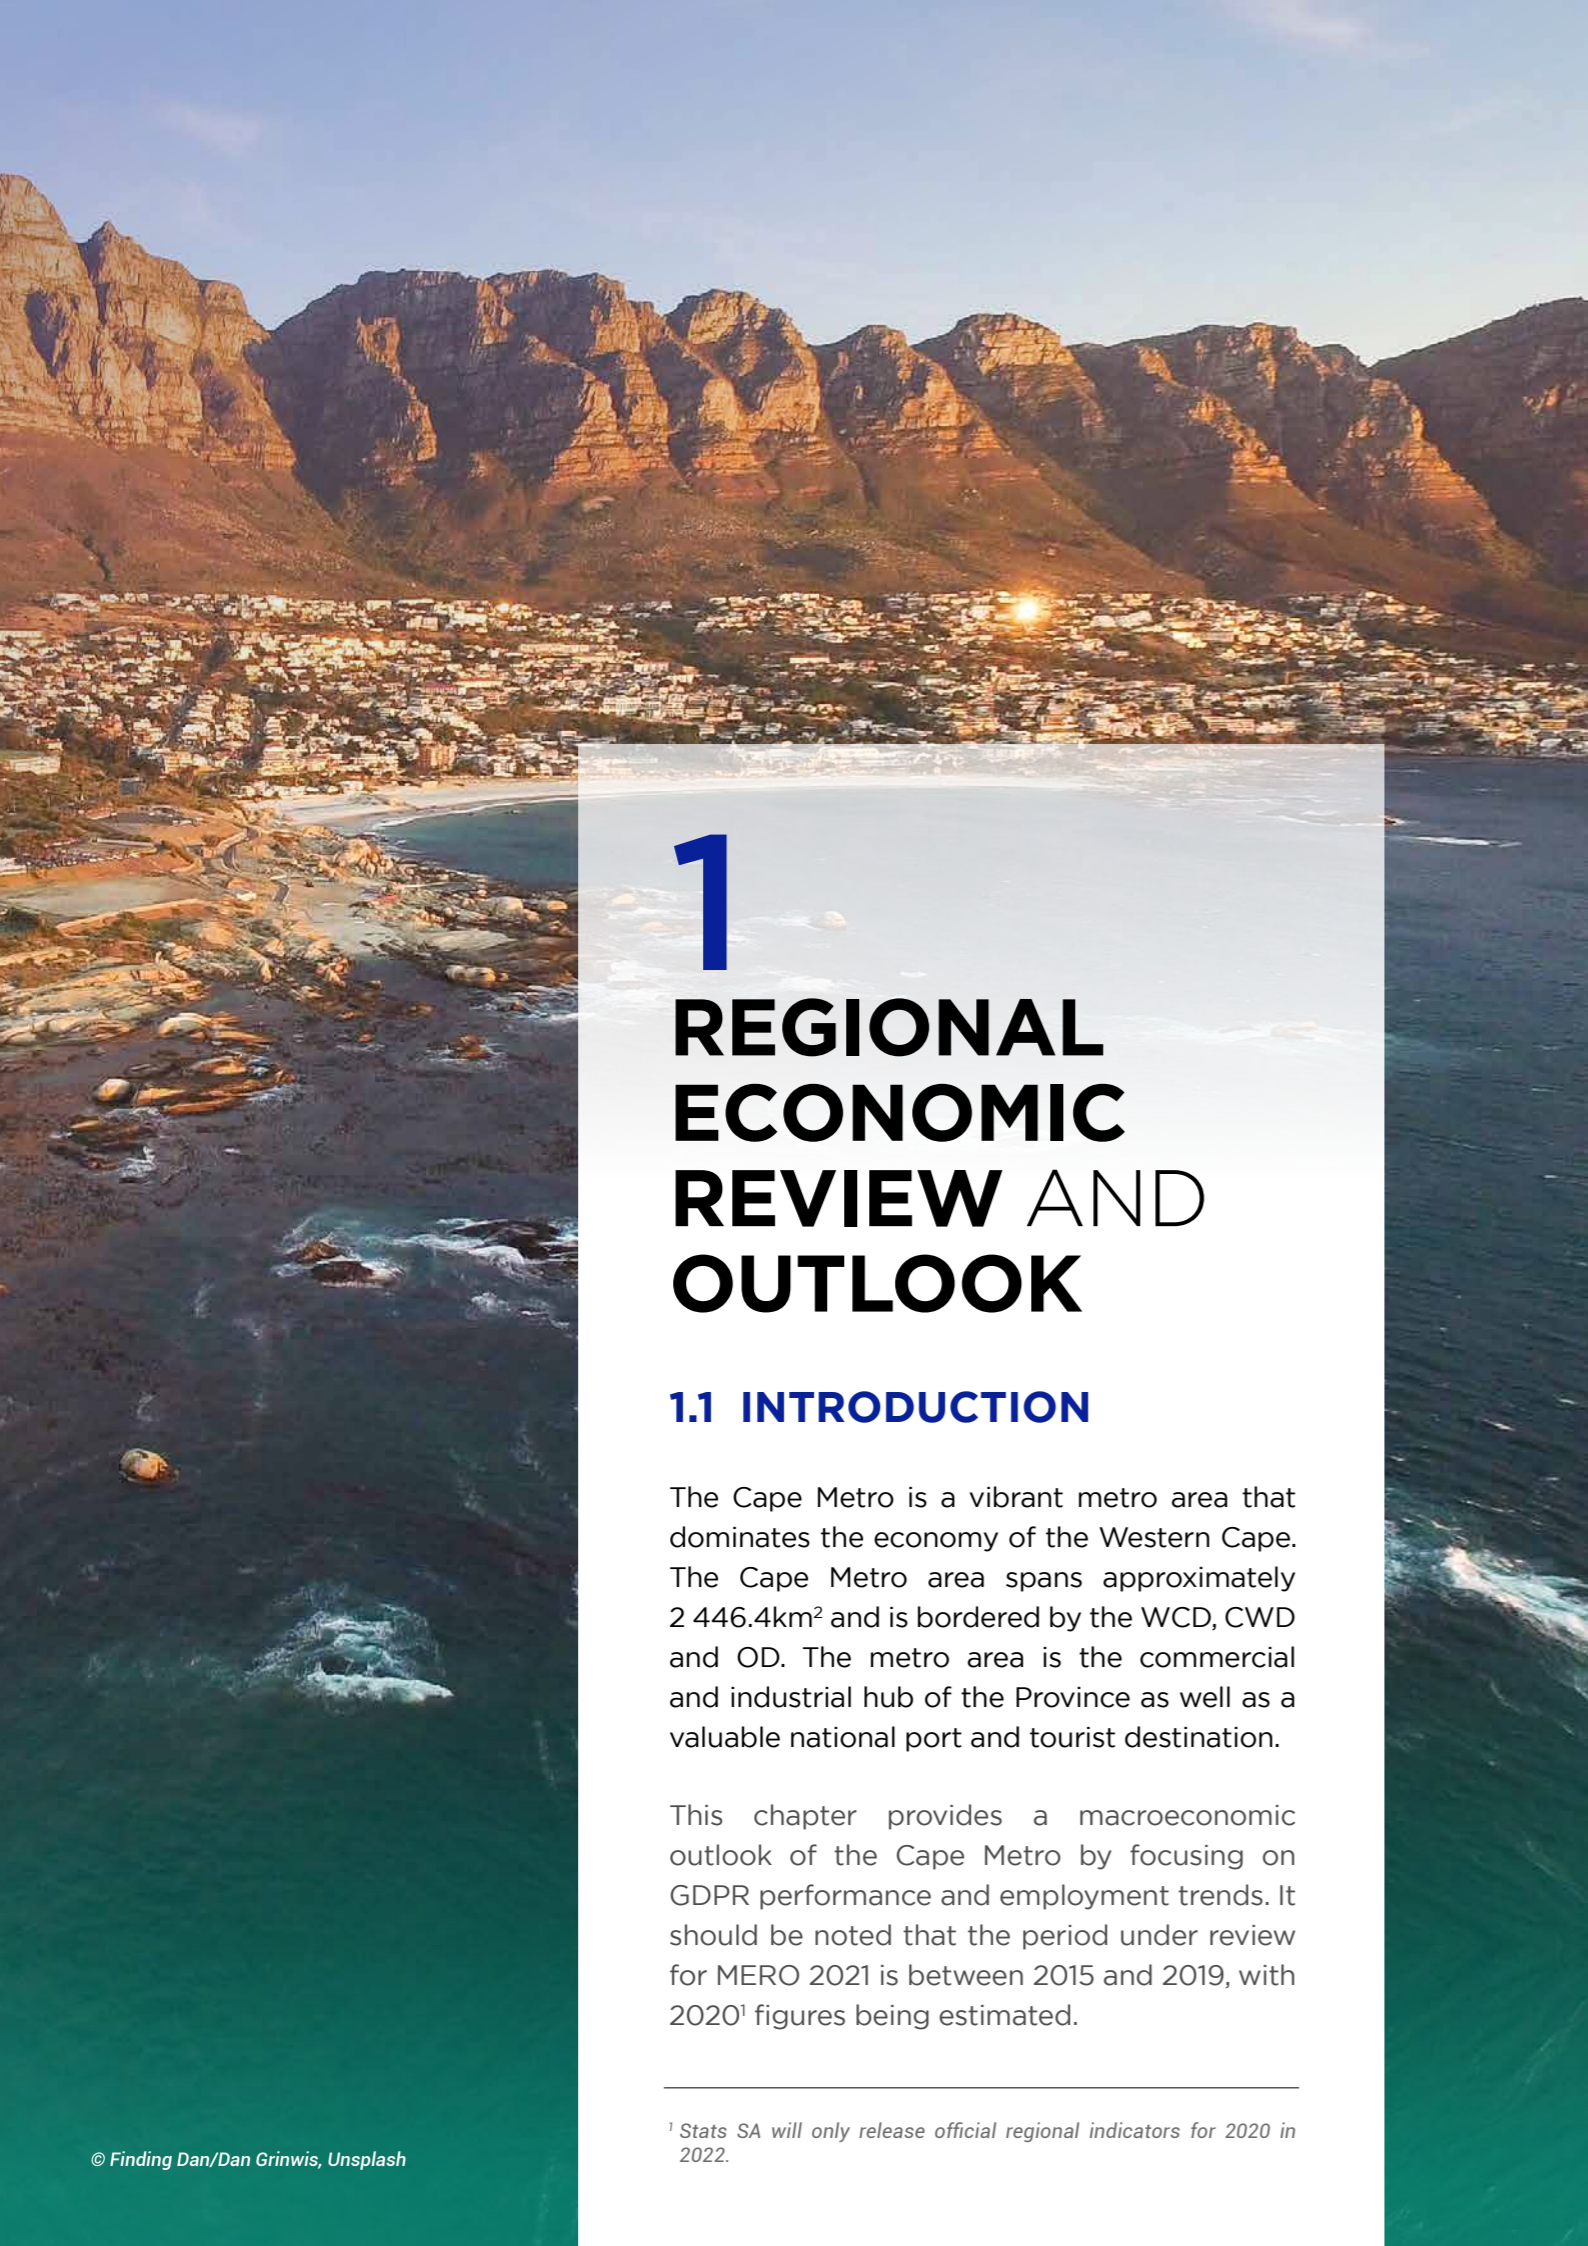 1
REGIONAL
ECONOMIC
REVIEW AND
OUTLOOK
1.1 INTRODUCTION
The Cape Metro is a vibrant metro area that
dominates the economy of the Western Cape.
The Cape Metro area spans approximately
2 446.4km² and is bordered by the WCD, CWD
and OD. The metro area is the commercial
and industrial hub of the Province as well as a
valuable national port and tourist destination.
This chapter provides a macroeconomic
outlook of the Cape Metro by focusing on
GDPR performance and employment trends. It
should be noted that the period under review
for MERO 2021 is between 2015 and 2019, with
2020¹ figures being estimated.
¹ Stats SA will only release official regional indicators for 2020 in
2022.
© Finding Dan/Dan Grinwis, Unsplash